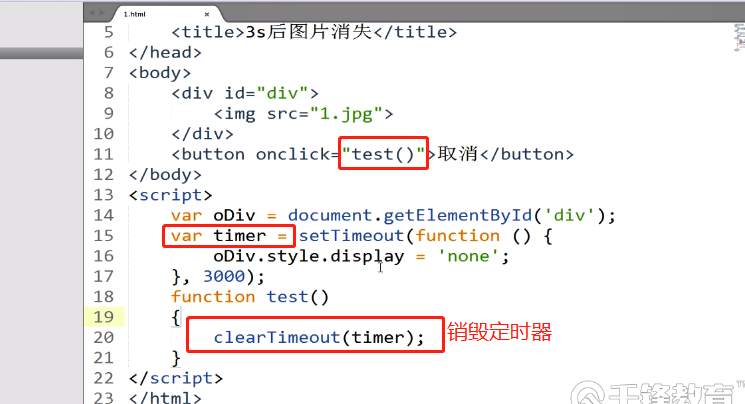 1.html ×
5 <title>3s后图片消失</title>
6 </head>
7 <body>
8 <div id="div">
9 <img src="1.jpg">
10 </div>
11 <button onclick="test()">取消</button>
12 </body>
13 <script>
14 var oDiv = document.getElementById('div');
15 var timer = setTimeout(function () {
16 oDiv.style.display = 'none';
17 }, 3000);
18 function test()
19 {
20 clearTimeout(timer); 销毁定时器
21 }
22 </script>
23 </html>
千锋教育 TM